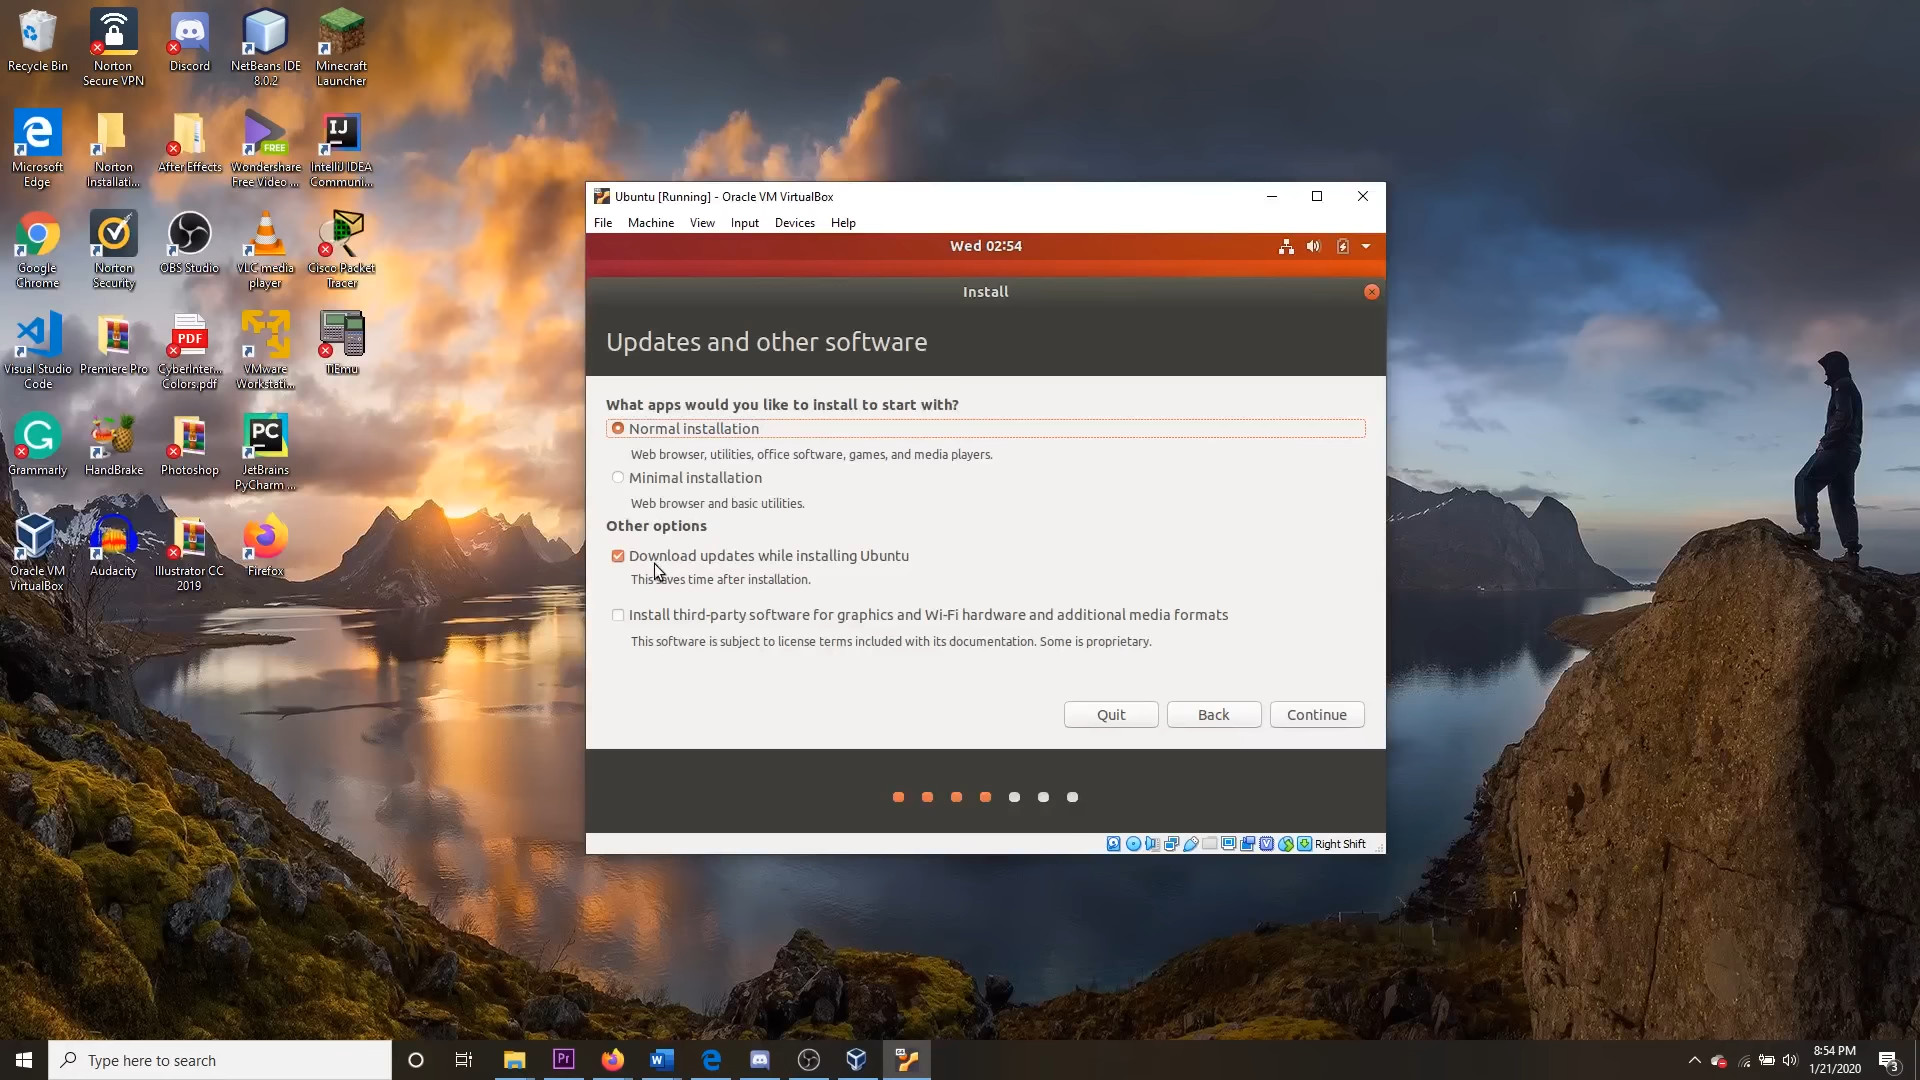 Recycle Bin
Norton
Secure VPN
Discord
NetBeans IDE
8.0.2
Minecraft
Launcher
Microsoft
Edge
Norton
Installati...
After Effects
FREE
Wondershare
Free Video ...
IJ
IntelliJ IDEA
Communi...
Google
Chrome
Norton
Security
OBS Studio
VLC media
player
Cisco Packet
Tracer
Visual Studio
Code
Premiere Pro
PDF
CyberInter...
Colors.pdf
VMware
Workstati...
TiEmu
Grammarly
HandBrake
Photoshop
PC
JetBrains
PyCharm ...
Oracle VM
VirtualBox
Audacity
Illustrator CC
2019
Firefox
Ubuntu [Running] - Oracle VM VirtualBox
File Machine View Input Devices Help
Wed 02:54
Install
Updates and other software
What apps would you like to install to start with?
Normal installation
Web browser, utilities, office software, games, and media players.
Minimal installation
Web browser and basic utilities.
Other options
Download updates while installing Ubuntu
This saves time after installation.
Install third-party software for graphics and Wi-Fi hardware and additional media formats
This software is subject to license terms included with its documentation. Some is proprietary.
Quit Back Continue
Right Shift
Type here to search
Pr
W
8:54 PM
1/21/2020
3